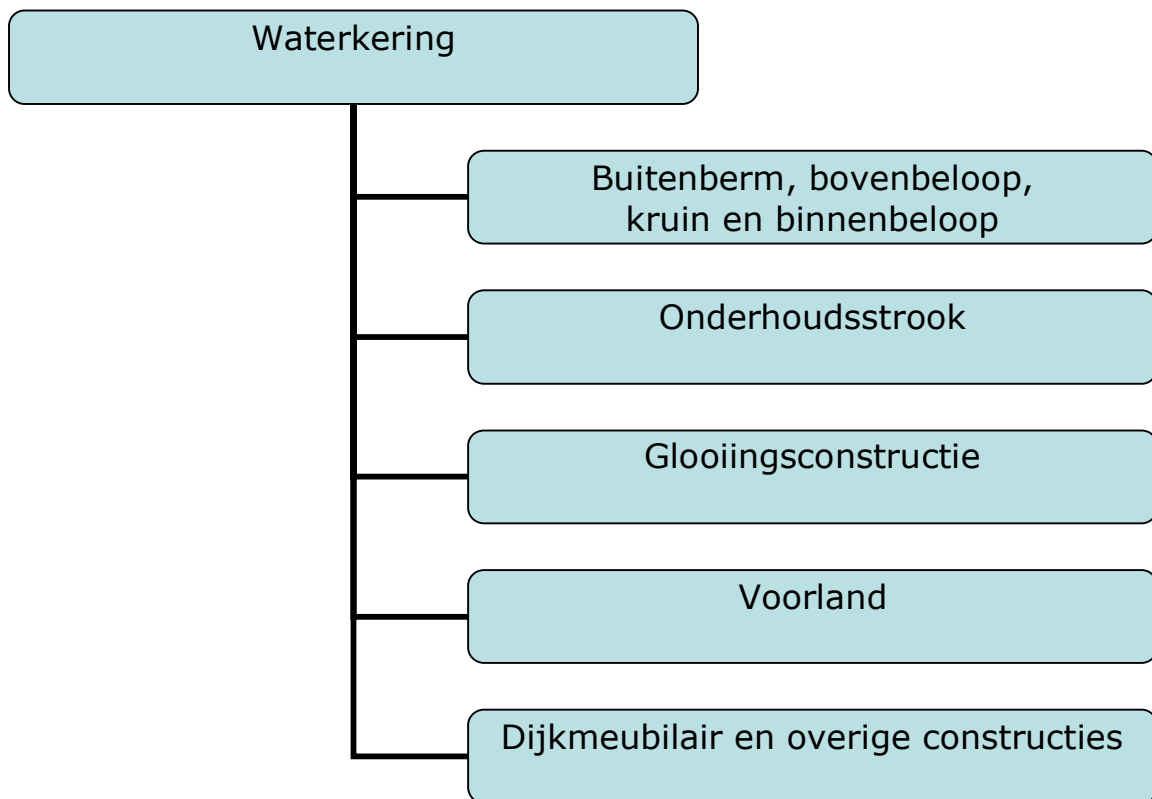 Waterkering
Buitenberm, bovenbeloop,
kruin en binnenbeloop
Onderhoudsstrook
Glooiingsconstructie
Voorland
Dijkmeubilair en overige constructies